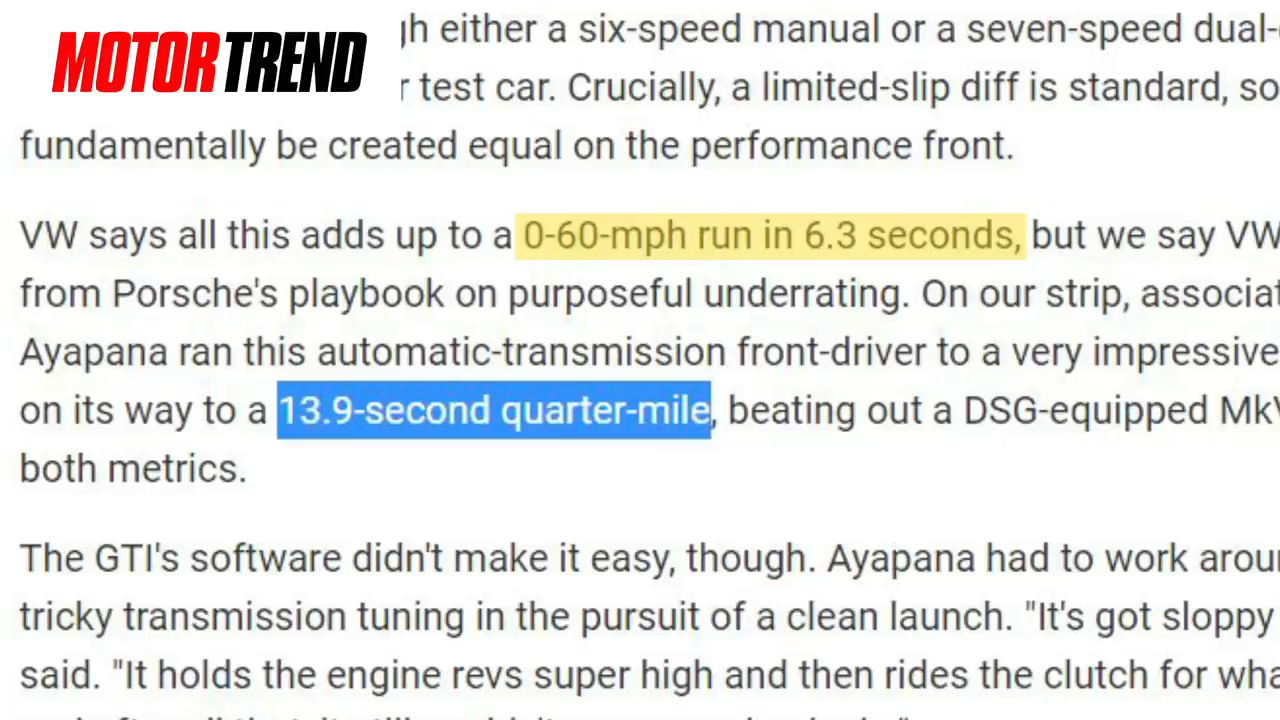 MOTOR TREND
either a six-speed manual or a seven-speed dual-
test car. Crucially, a limited-slip diff is standard, so
fundamentally be created equal on the performance front.
VW says all this adds up to a 0-60-mph run in 6.3 seconds, but we say VW
from Porsche's playbook on purposeful underrating. On our strip, associat
Ayapana ran this automatic-transmission front-driver to a very impressive
on its way to a 13.9-second quarter-mile, beating out a DSG-equipped Mk
both metrics.
The GTI's software didn't make it easy, though. Ayapana had to work arou
tricky transmission tuning in the pursuit of a clean launch. "It's got sloppy
said. "It holds the engine revs super high and then rides the clutch for wha